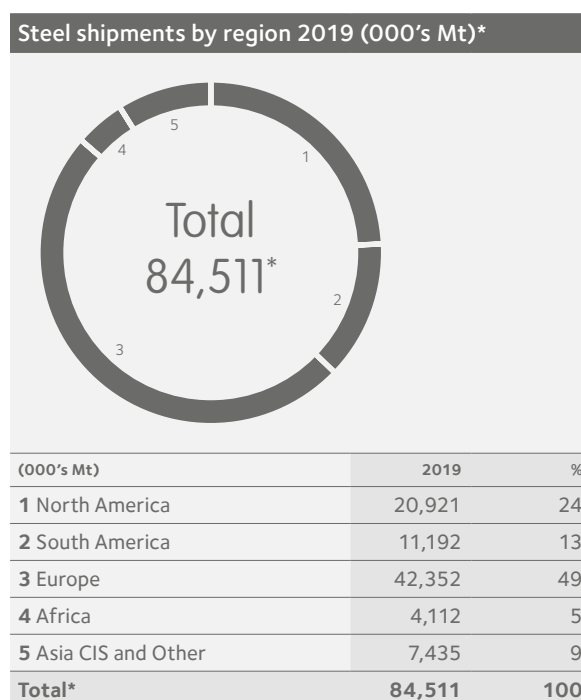 Steel shipments by region 2019 (000's Mt)*
5
4
1
Total
84,511*
2
3
(000's Mt) 2019 %
1 North America 20,921 24
2 South America 11,192 13
3 Europe 42,352 49
4 Africa 4,112 5
5 Asia CIS and Other 7,435 9
Total* 84,511 100